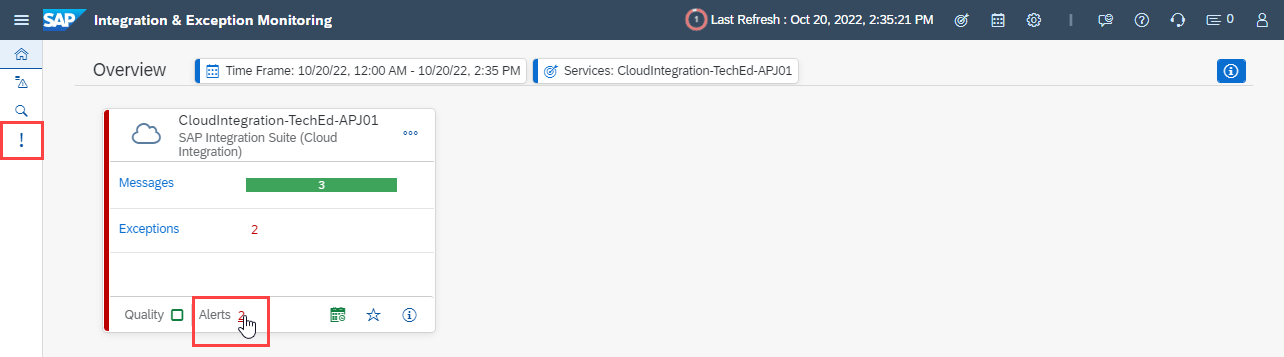 SAP Integration & Exception Monitoring 1 Last Refresh : Oct 20, 2022, 2:35:21 PM 0
Overview Time Frame: 10/20/22, 12:00 AM - 10/20/22, 2:35 PM Services: CloudIntegration-TechEd-APJ01
CloudIntegration-TechEd-APJ01
SAP Integration Suite (Cloud
Integration)
Messages 3
Exceptions 2
Quality Alerts 2